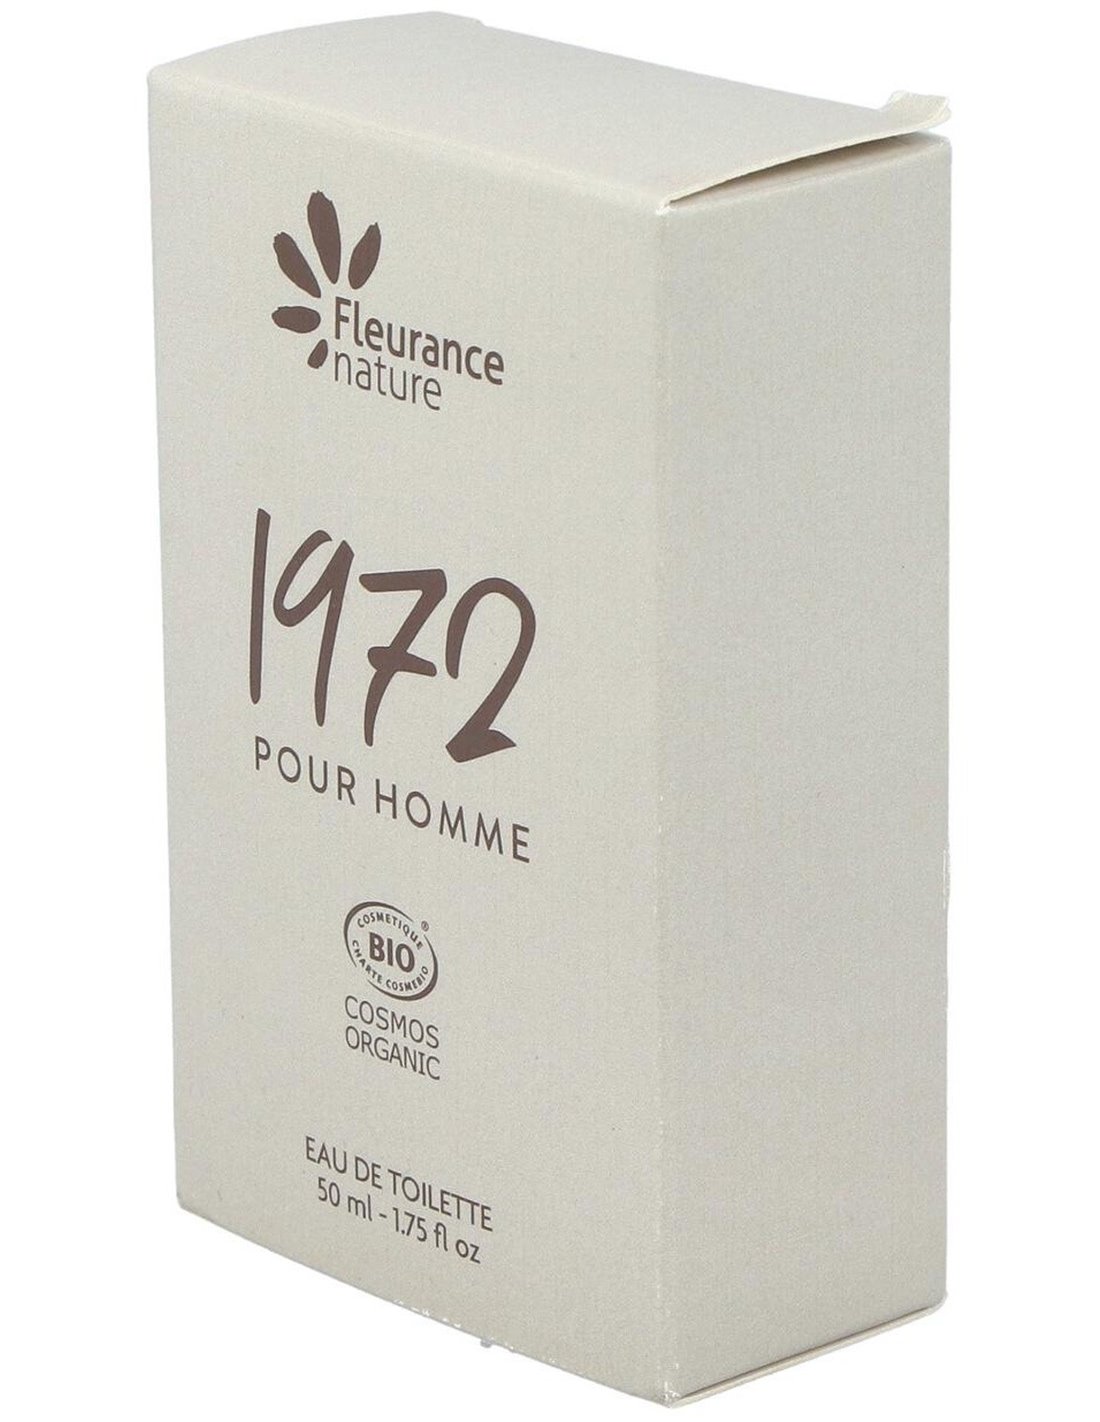 Fleurance
nature
1972
POUR HOMME
COSMETIQUE ®
BIO
CHARTE COSMEBIO
COSMOS
ORGANIC
EAU DE TOILETTE
50 ml - 1.75 fl oz